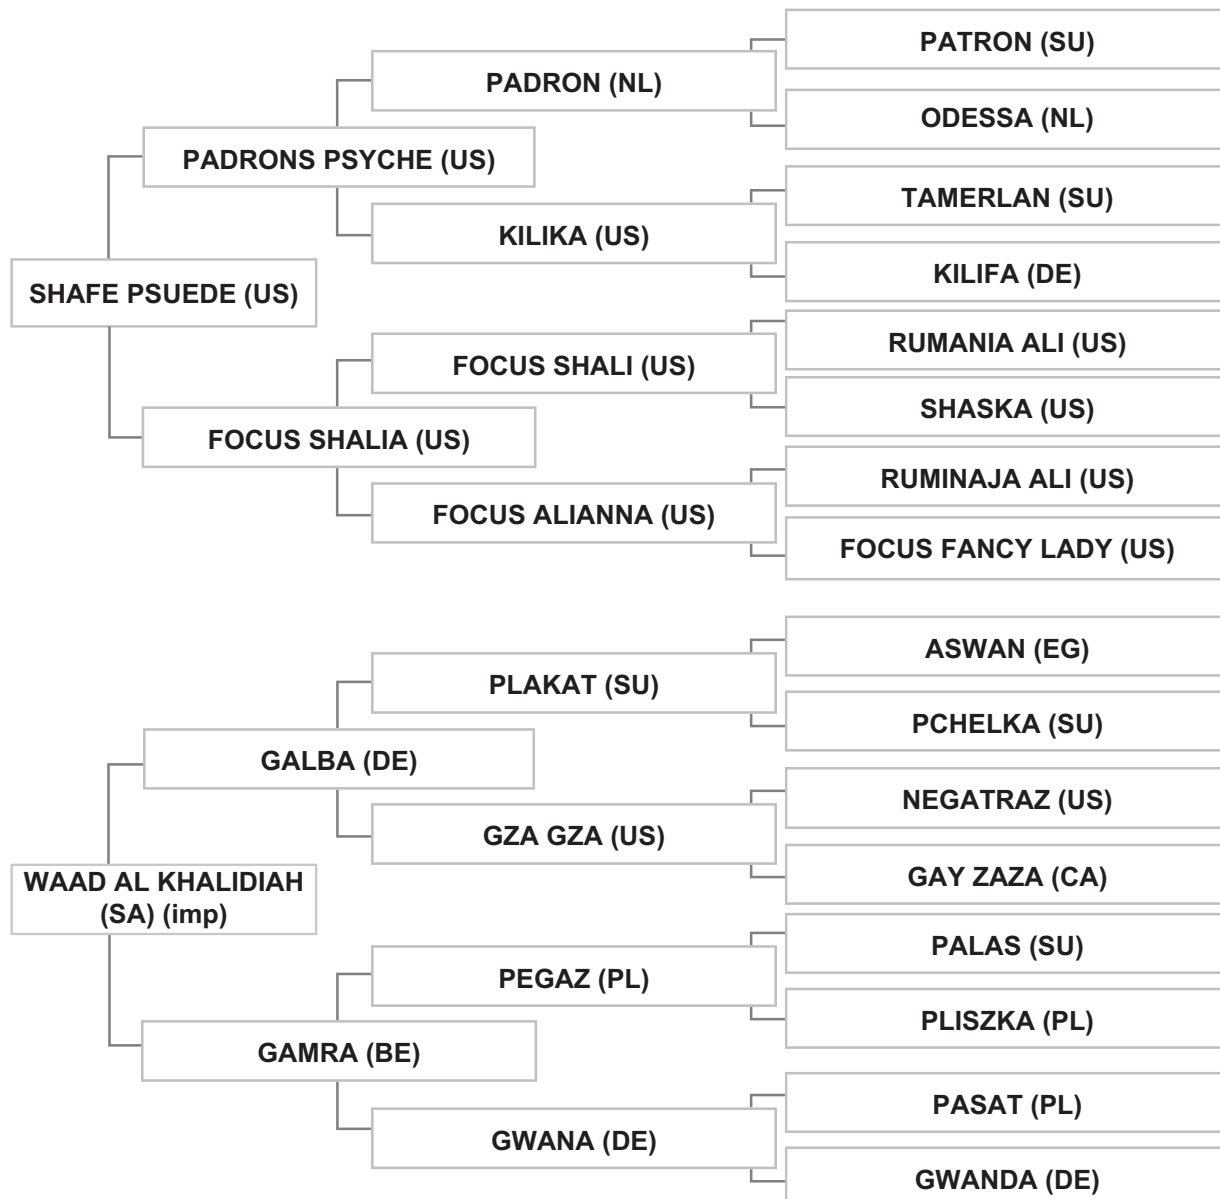 PATRON (SU)
PADRON (NL)
ODESSA (NL)
PADRONS PSYCHE (US)
TAMERLAN (SU)
KILIKA (US)
KILIFA (DE)
SHAFE PSUEDE (US)
RUMANIA ALI (US)
FOCUS SHALI (US)
SHASKA (US)
FOCUS SHALIA (US)
RUMINAJA ALI (US)
FOCUS ALIANNA (US)
FOCUS FANCY LADY (US)
ASWAN (EG)
PLAKAT (SU)
PCHELKA (SU)
GALBA (DE)
NEGATRAZ (US)
GZA GZA (US)
GAY ZAZA (CA)
WAAD AL KHALIDIAH
(SA) (imp)
PALAS (SU)
PEGAZ (PL)
PLISZKA (PL)
GAMRA (BE)
PASAT (PL)
GWANA (DE)
GWANDA (DE)